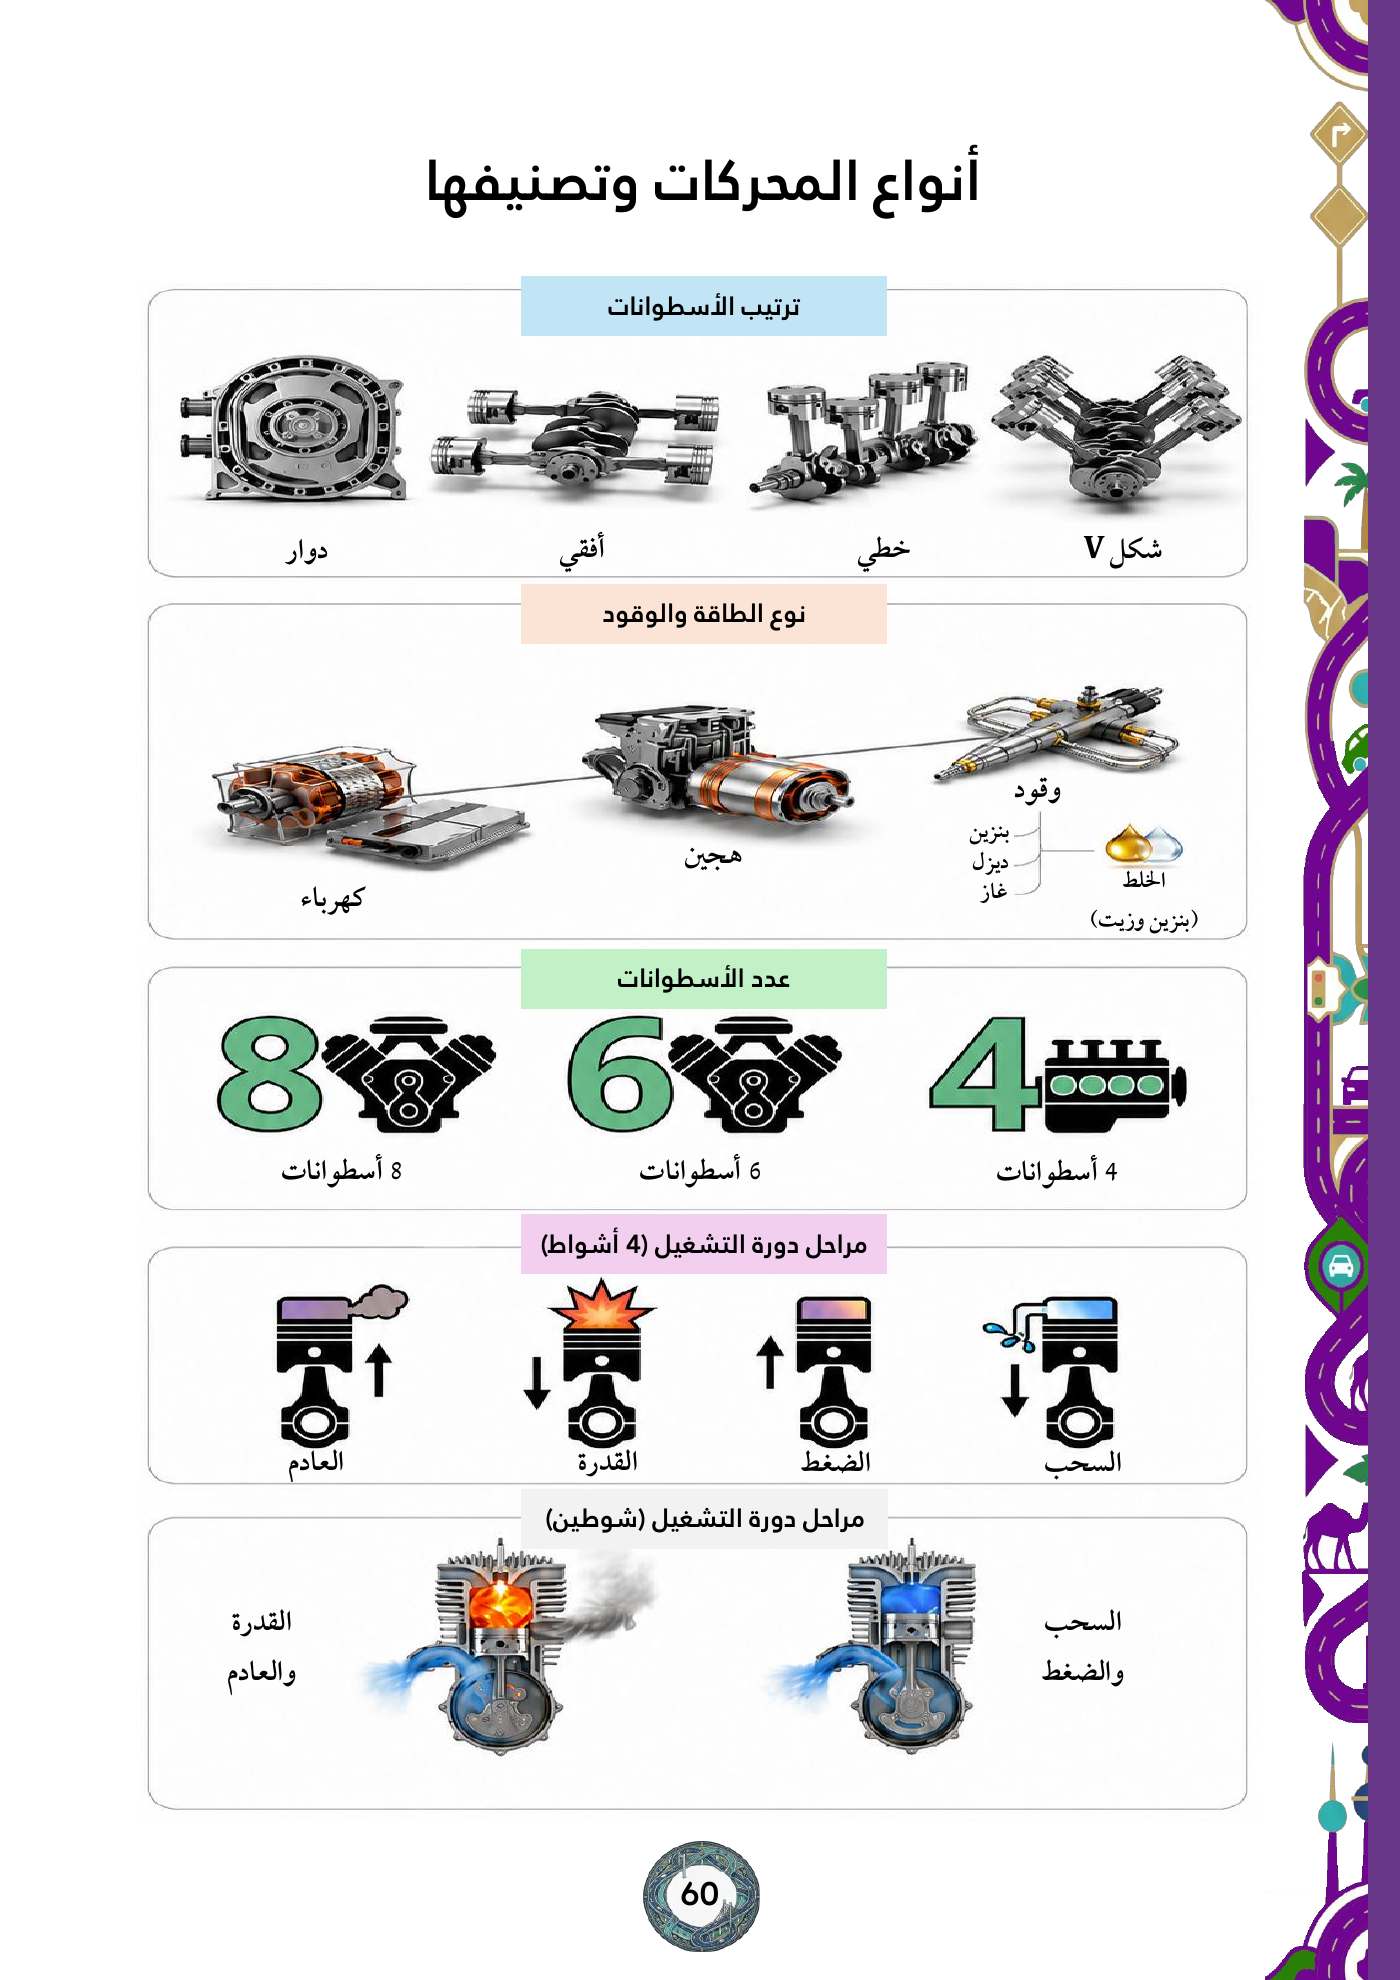 أنواع المحركات وتصنيفها
ترتيب الأسطوانات
شكل V
خطي
أفقي
دوار
نوع الطاقة والوقود
وقود
بنزين
ديزل
غاز
الخلط
(بنزين وزيت)
هجين
كهرباء
عدد الأسطوانات
4
6
8
4 أسطوانات
6 أسطوانات
8 أسطوانات
مراحل دورة التشغيل (4 أشواط)
السحب
الضغط
القدرة
العادم
مراحل دورة التشغيل (شوطين)
السحب
والضغط
القدرة
والعادم
60